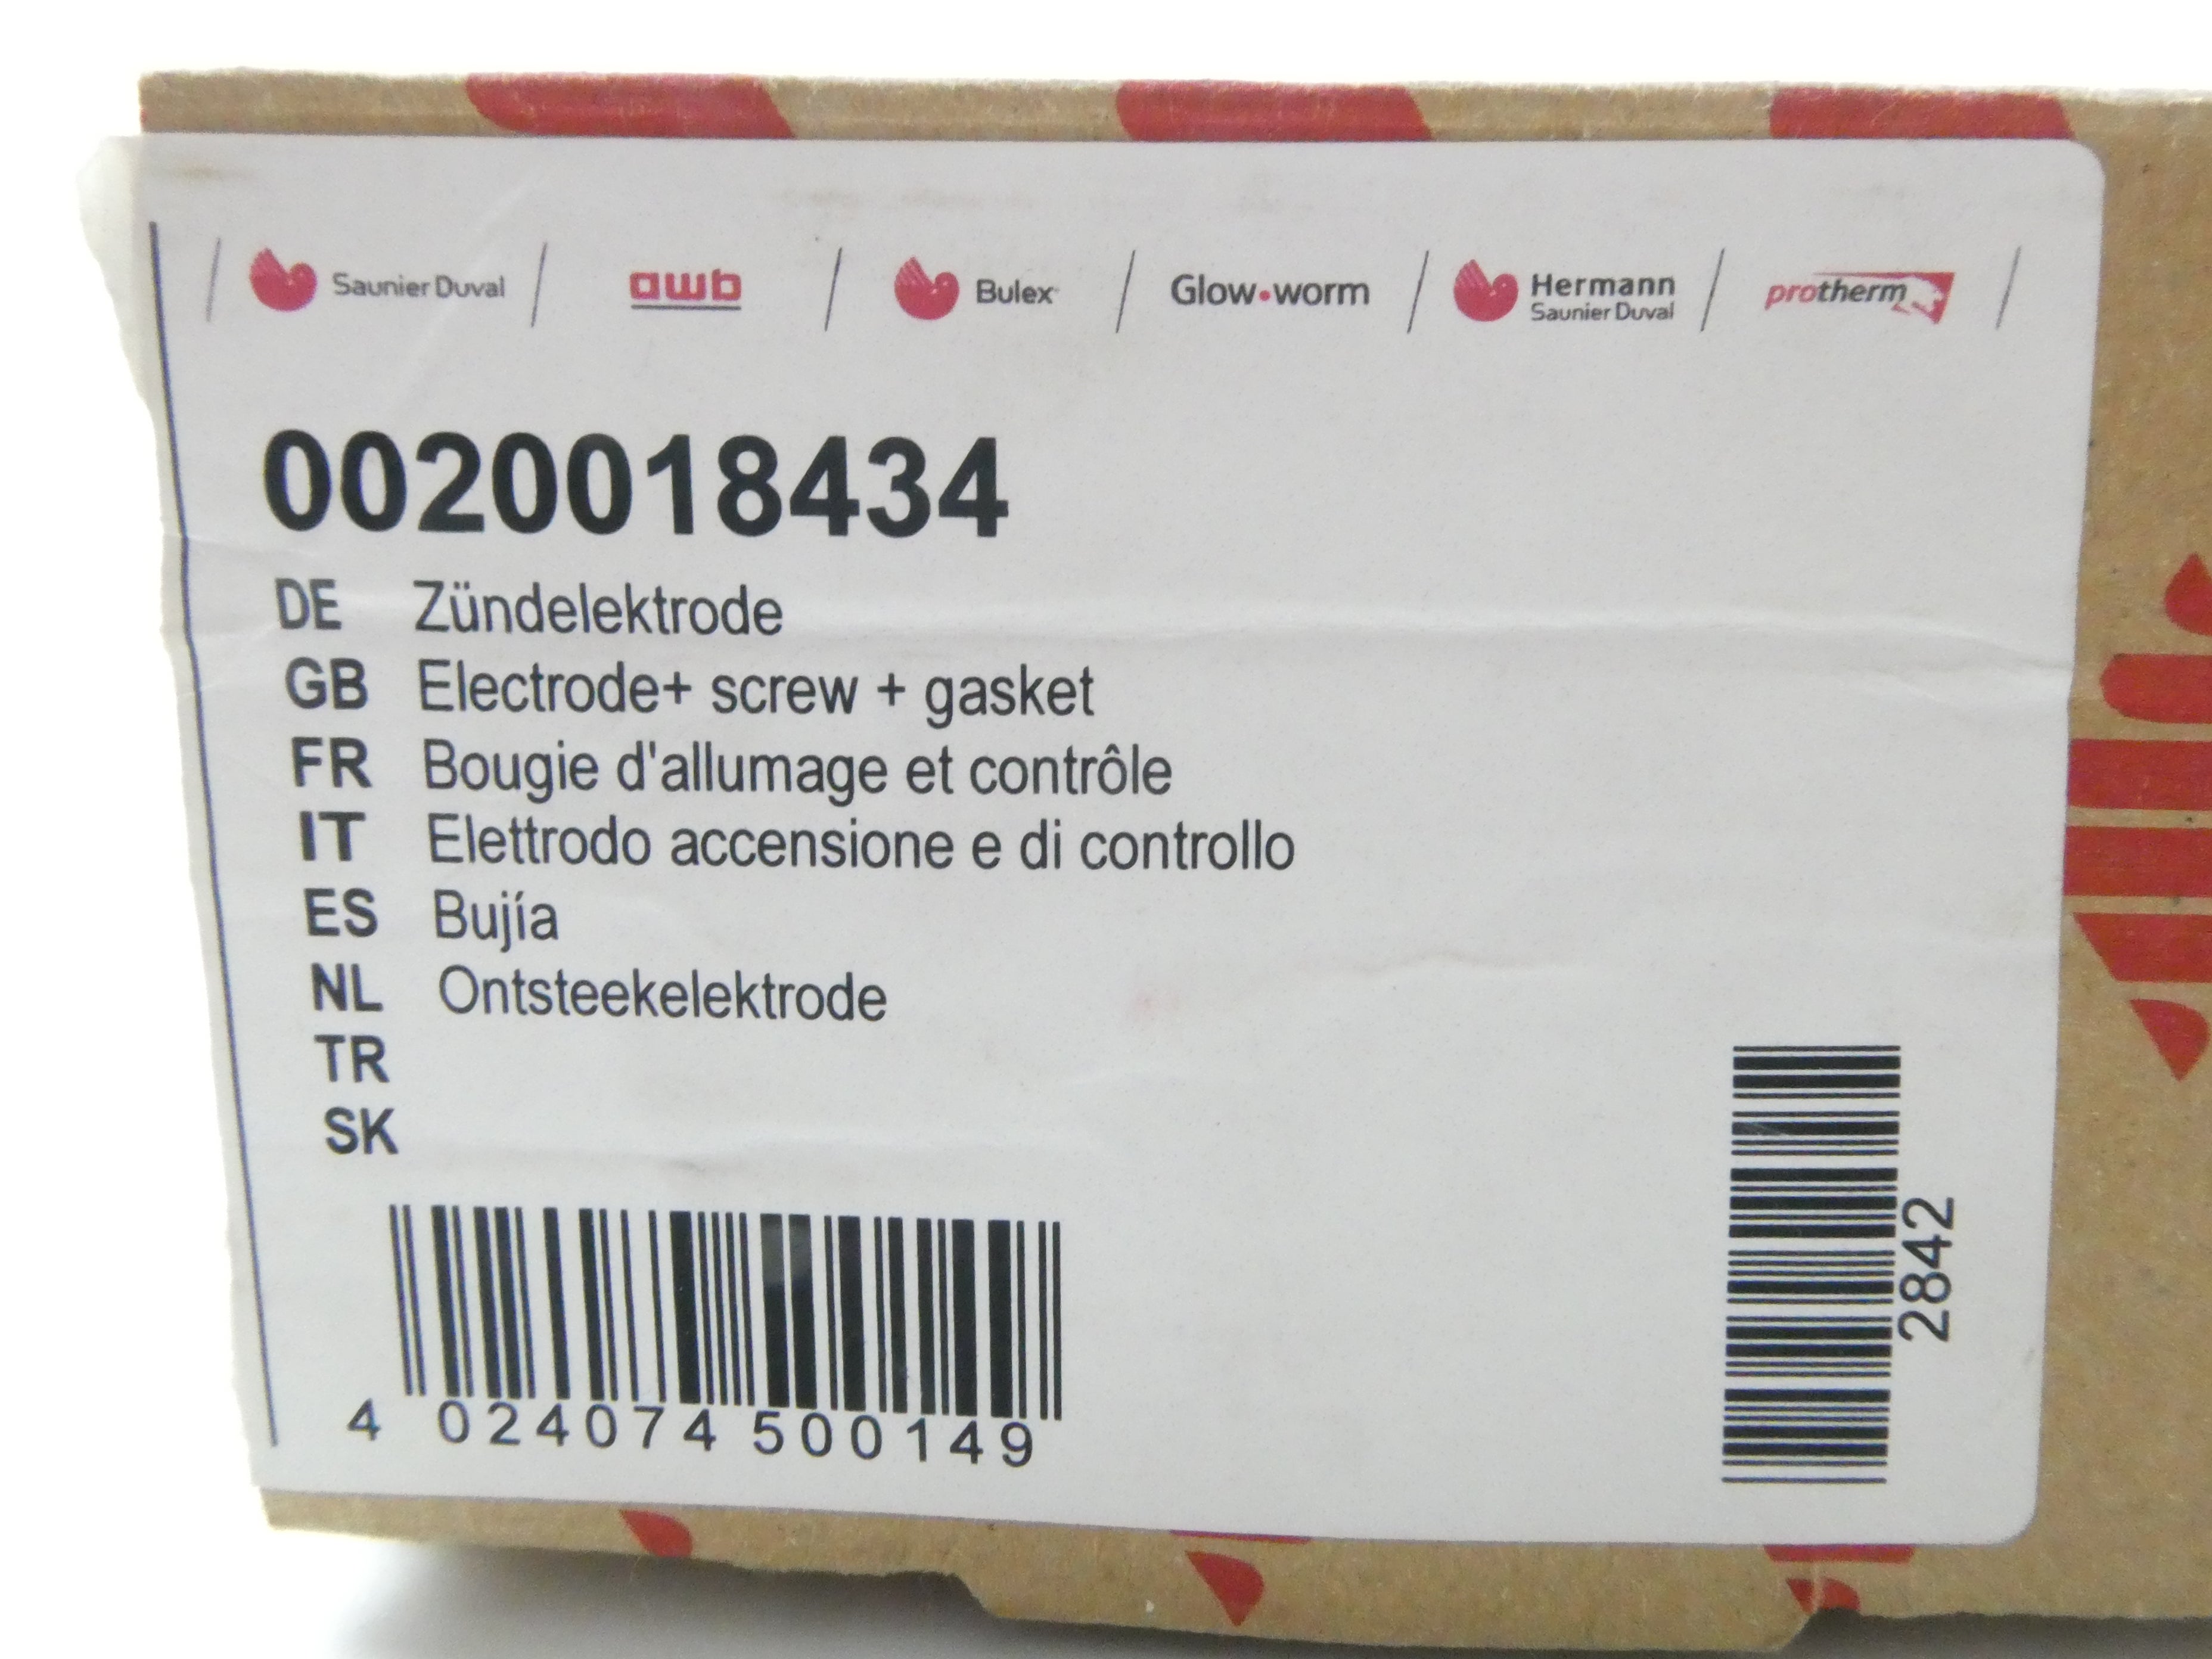 Saunier Duval / awb / Bulex / Glow•worm / Hermann Saunier Duval / protherm
0020018434
DE Zündelektrode
GB Electrode+ screw + gasket
FR Bougie d'allumage et contrôle
IT Elettrodo accensione e di controllo
ES Bujía
NL Ontsteekelektrode
TR
SK
4 024074 500149
2842